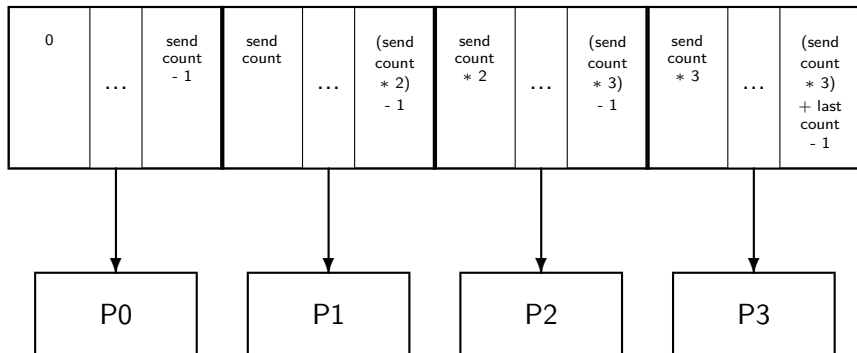 0
...
send
count
- 1
send
count
...
(send
count
* 2)
- 1
send
count
* 2
...
(send
count
* 3)
- 1
send
count
* 3
...
(send
count
* 3)
+ last
count
- 1
P0
P1
P2
P3